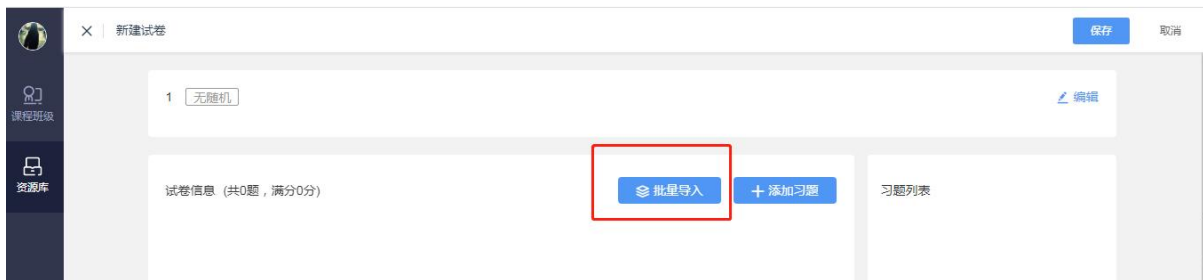 新建试卷
保存
取消
课程班级
1 无随机
编辑
资源库
试卷信息 (共0题，满分0分)
批量导入
添加习题
习题列表